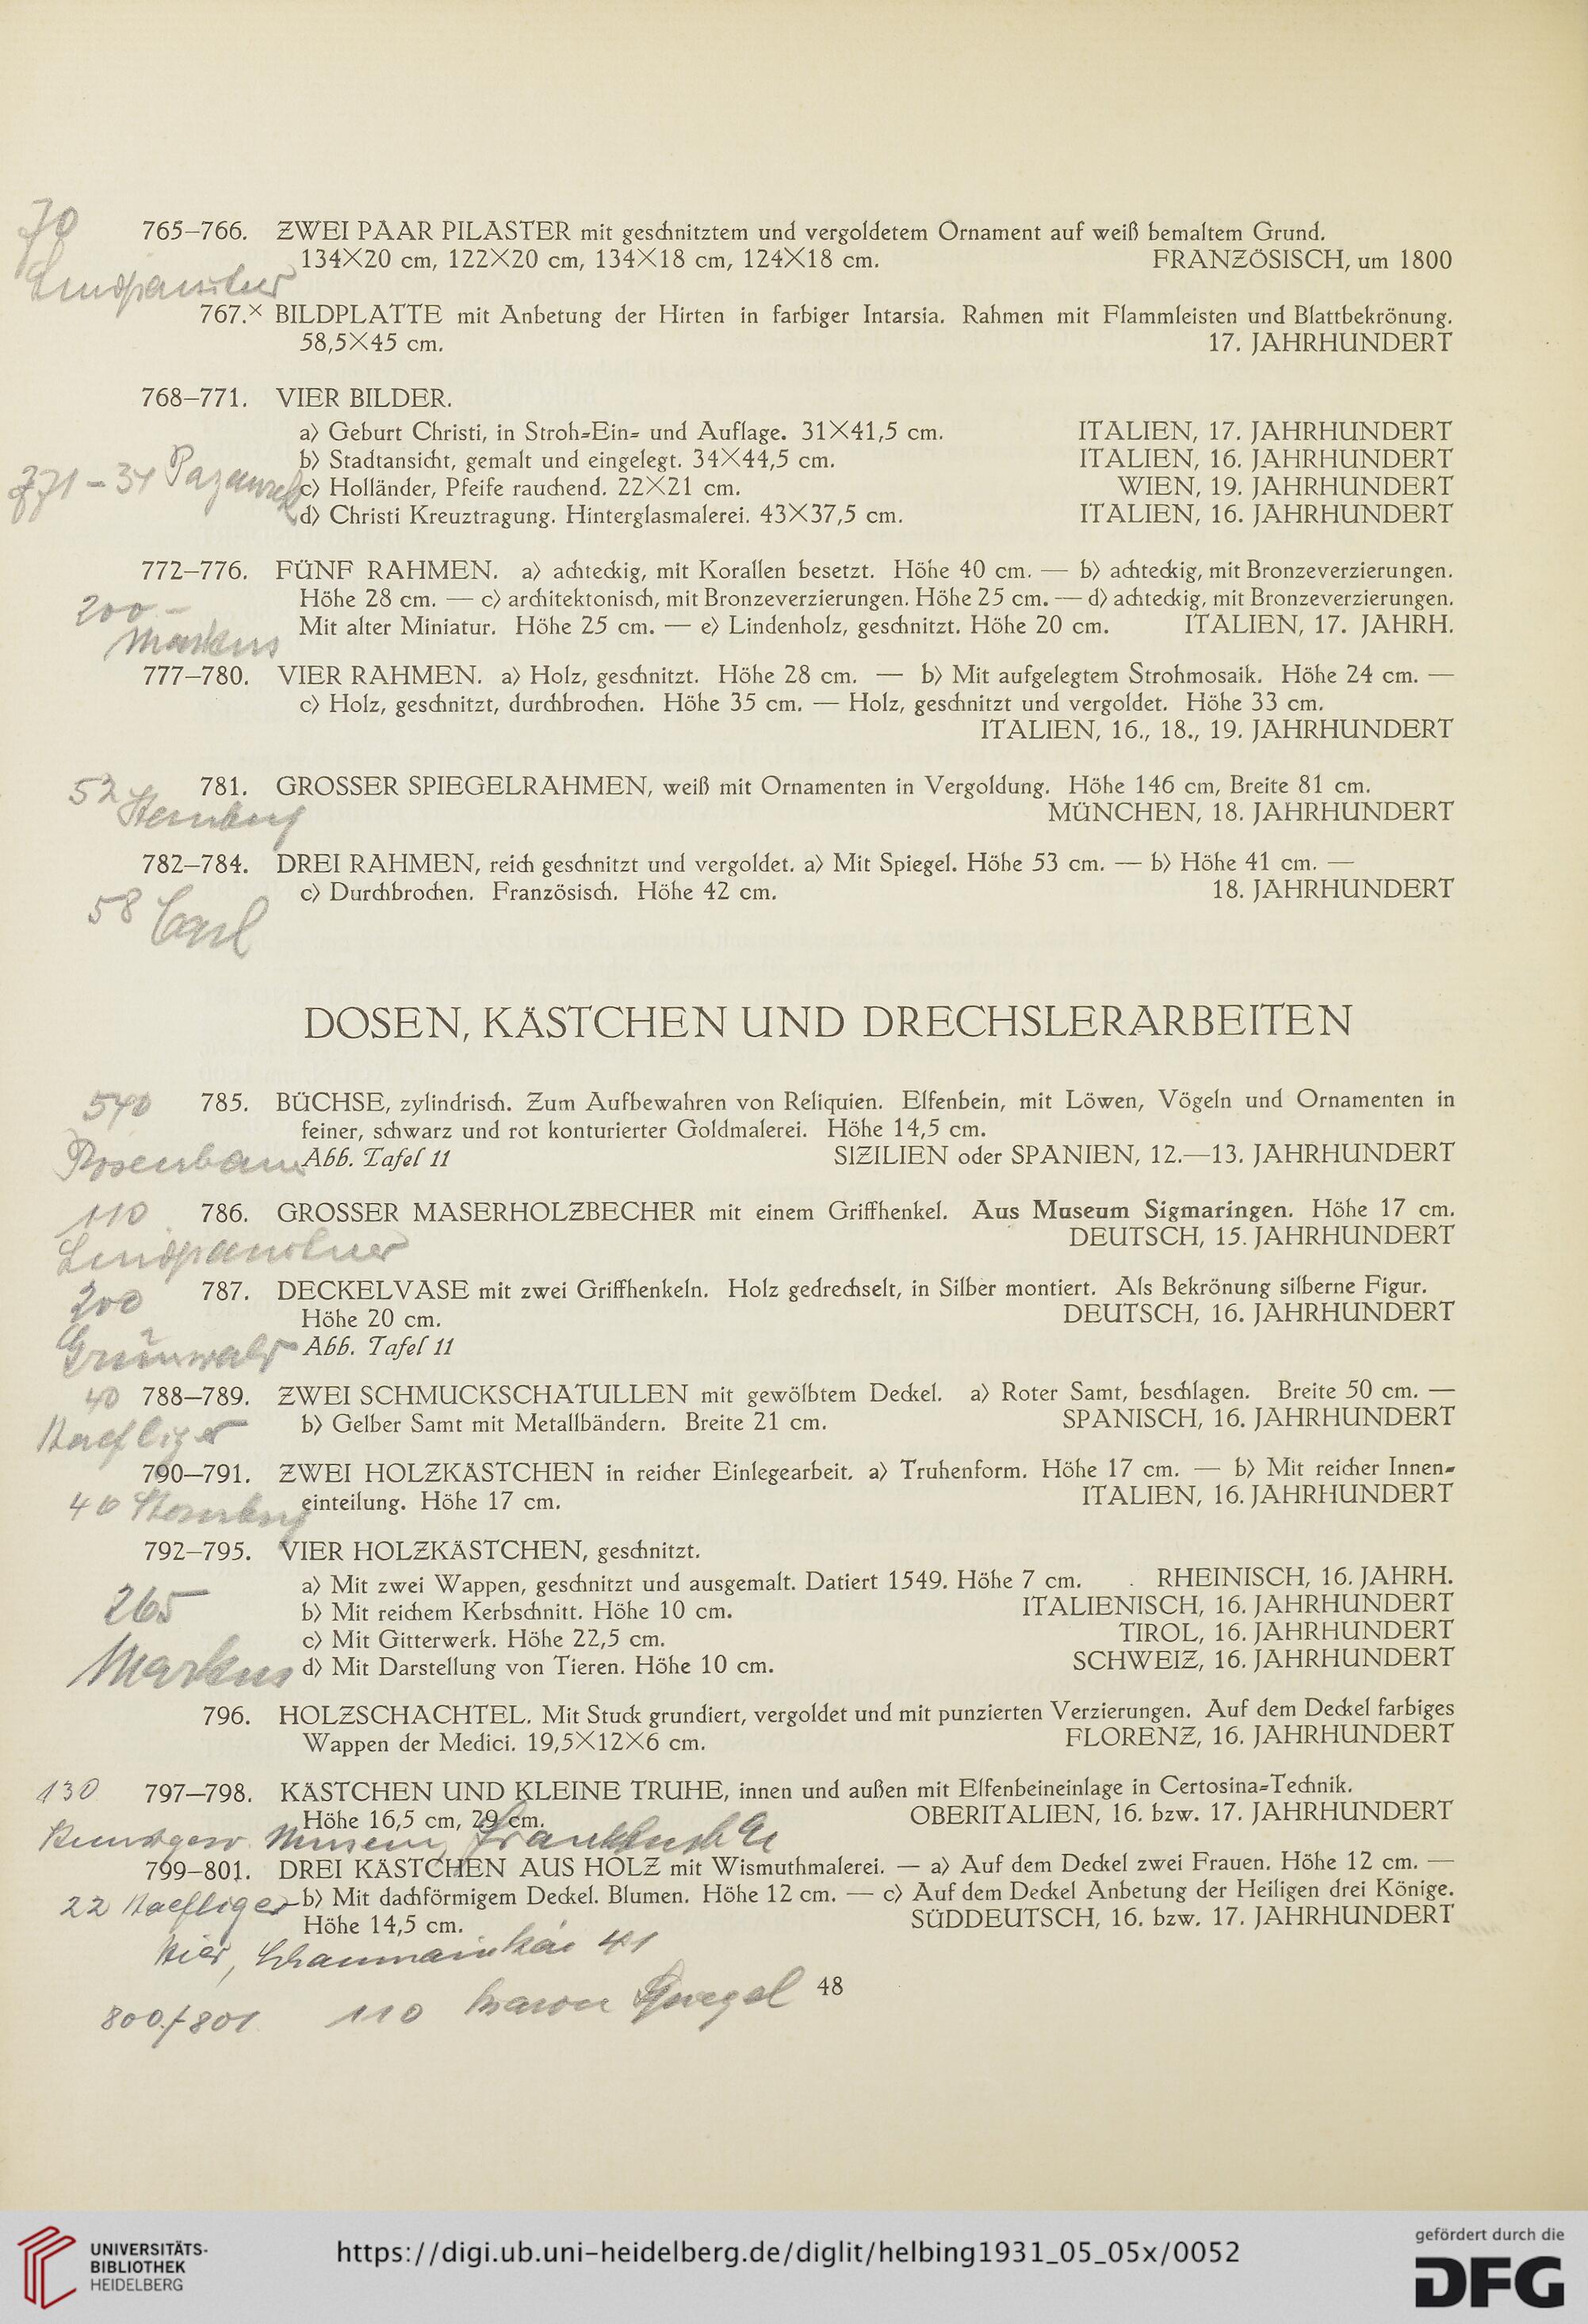 70
765–766. ZWEI PAAR PILASTER mit geschnitztem und vergoldetem Ornament auf weiß bemaltem Grund.
134×20 cm, 122×20 cm, 134×18 cm, 124×18 cm. FRANZÖSISCH, um 1800
767.× BILDPLATTE mit Anbetung der Hirten in farbiger Intarsia. Rahmen mit Flammleisten und Blattbekrönung.
58,5×45 cm. 17. JAHRHUNDERT
768–771. VIER BILDER.
a) Geburt Christi, in Stroh-Ein- und Auflage. 31×41,5 cm. ITALIEN, 17. JAHRHUNDERT
b) Stadtansicht, gemalt und eingelegt. 34×44,5 cm. ITALIEN, 16. JAHRHUNDERT
771 – 31
c) Holländer, Pfeife rauchend. 22×21 cm. WIEN, 19. JAHRHUNDERT
d) Christi Kreuztragung. Hinterglasmalerei. 43×37,5 cm. ITALIEN, 16. JAHRHUNDERT
772–776. FÜNF RAHMEN. a) achteckig, mit Korallen besetzt. Höhe 40 cm. — b) achteckig, mit Bronzeverzierungen.
200 –
Höhe 28 cm. — c) architektonisch, mit Bronzeverzierungen. Höhe 25 cm. — d) achteckig, mit Bronzeverzierungen.
Markus
Mit alter Miniatur. Höhe 25 cm. — e) Lindenholz, geschnitzt. Höhe 20 cm. ITALIEN, 17. JAHRH.
777–780. VIER RAHMEN. a) Holz, geschnitzt. Höhe 28 cm. — b) Mit aufgelegtem Strohmosaik. Höhe 24 cm. —
c) Holz, geschnitzt, durchbrochen. Höhe 35 cm. — Holz, geschnitzt und vergoldet. Höhe 33 cm.
ITALIEN, 16., 18., 19. JAHRHUNDERT
52
781. GROSSER SPIEGELRAHMEN, weiß mit Ornamenten in Vergoldung. Höhe 146 cm, Breite 81 cm.
Sternberg
MÜNCHEN, 18. JAHRHUNDERT
782–784. DREI RAHMEN, reich geschnitzt und vergoldet. a) Mit Spiegel. Höhe 53 cm. — b) Höhe 41 cm. —
c) Durchbrochen. Französisch. Höhe 42 cm. 18. JAHRHUNDERT
58 Carl
DOSEN, KÄSTCHEN UND DRECHSLERARBEITEN
540
785. BÜCHSE, zylindrisch. Zum Aufbewahren von Reliquien. Elfenbein, mit Löwen, Vögeln und Ornamenten in
feiner, schwarz und rot konturierter Goldmalerei. Höhe 14,5 cm.
Rosenbaum
Abb. Tafel 11 SIZILIEN oder SPANIEN, 12.—13. JAHRHUNDERT
110
786. GROSSER MASERHOLZBECHER mit einem Griffhenkel. Aus Museum Sigmaringen. Höhe 17 cm.
DEUTSCH, 15. JAHRHUNDERT
200
787. DECKELVASE mit zwei Griffhenkeln. Holz gedrechselt, in Silber montiert. Als Bekrönung silberne Figur.
Höhe 20 cm. DEUTSCH, 16. JAHRHUNDERT
Grünwald
Abb. Tafel 11
40
788–789. ZWEI SCHMUCKSCHATULLEN mit gewölbtem Deckel. a) Roter Samt, beschlagen. Breite 50 cm. —
Haefliger
b) Gelber Samt mit Metallbändern. Breite 21 cm. SPANISCH, 16. JAHRHUNDERT
790–791. ZWEI HOLZKÄSTCHEN in reicher Einlegearbeit. a) Truhenform. Höhe 17 cm. — b) Mit reicher Innen-
40 Sternberg
einteilung. Höhe 17 cm. ITALIEN, 16. JAHRHUNDERT
792–795. VIER HOLZKÄSTCHEN, geschnitzt.
a) Mit zwei Wappen, geschnitzt und ausgemalt. Datiert 1549. Höhe 7 cm. RHEINISCH, 16. JAHRH.
265
b) Mit reichem Kerbschnitt. Höhe 10 cm. ITALIENISCH, 16. JAHRHUNDERT
c) Mit Gitterwerk. Höhe 22,5 cm. TIROL, 16. JAHRHUNDERT
Markus
d) Mit Darstellung von Tieren. Höhe 10 cm. SCHWEIZ, 16. JAHRHUNDERT
796. HOLZSCHACHTEL. Mit Stuck grundiert, vergoldet und mit punzierten Verzierungen. Auf dem Deckel farbiges
Wappen der Medici. 19,5×12×6 cm. FLORENZ, 16. JAHRHUNDERT
130
797–798. KÄSTCHEN UND KLEINE TRUHE, innen und außen mit Elfenbeineinlage in Certosina-Technik.
Höhe 16,5 cm, 29 cm. OBERITALIEN, 16. bzw. 17. JAHRHUNDERT
Kunstgew. Museum,
799–801. DREI KÄSTCHEN AUS HOLZ mit Wismuthmalerei. — a) Auf dem Deckel zwei Frauen. Höhe 12 cm. —
22 Haefliger
b) Mit dachförmigem Deckel. Blumen. Höhe 12 cm. — c) Auf dem Deckel Anbetung der Heiligen drei Könige.
Höhe 14,5 cm. SÜDDEUTSCH, 16. bzw. 17. JAHRHUNDERT
hier, Schaumainkai 41
48
800/801 110 Baron Spiegel
UNIVERSITÄTS-
BIBLIOTHEK
HEIDELBERG
https://digi.ub.uni-heidelberg.de/diglit/helbing1931_05_05x/0052
gefördert durch die
DFG